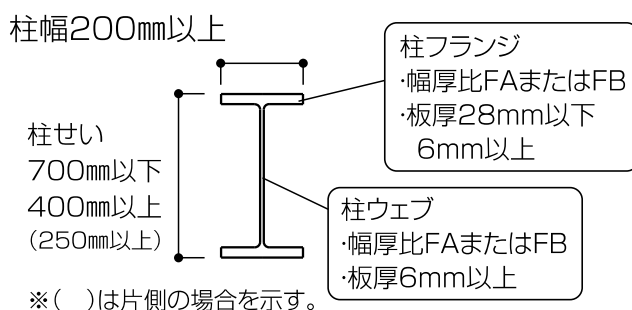 柱幅200㎜以上
柱フランジ
·幅厚比FAまたはFB
·板厚28mm以下
6mm以上
柱せい
700㎜以下
400㎜以上
(250㎜以上)
柱ウェブ
·幅厚比FAまたはFB
·板厚6mm以上
※(　)は片側の場合を示す。